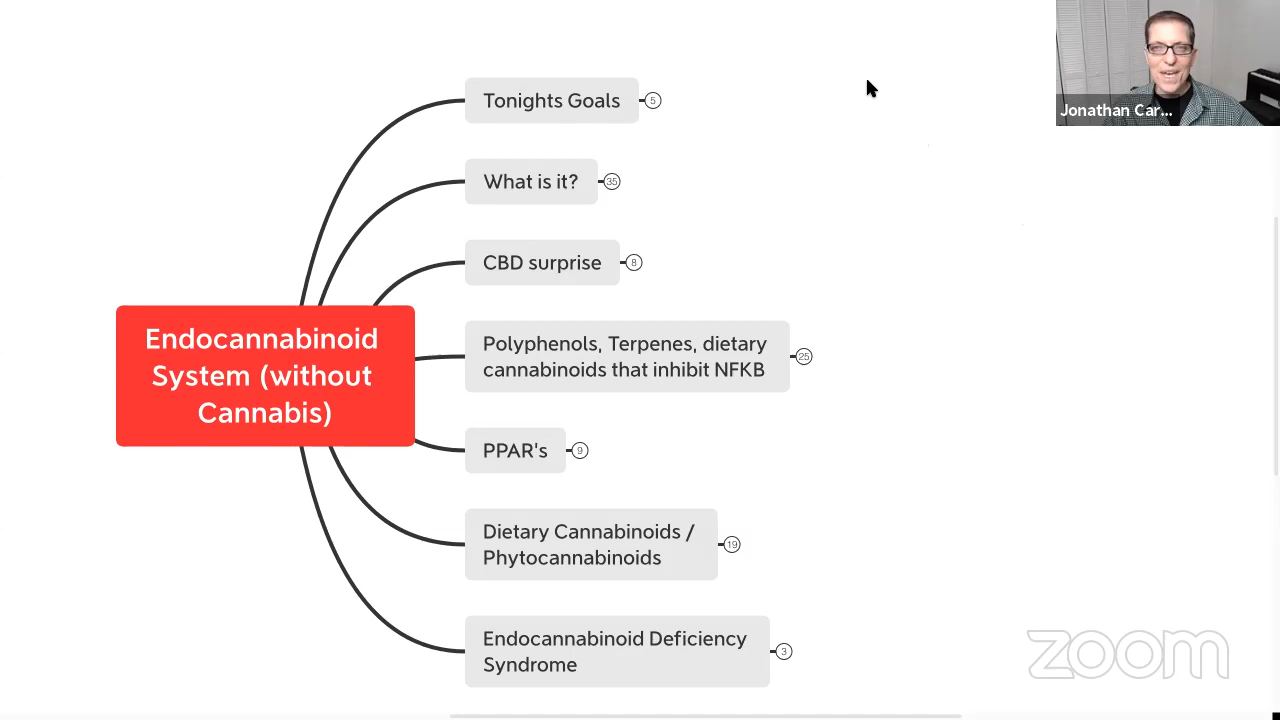 Tonights Goals
5
What is it?
35
CBD surprise
8
Endocannabinoid
System (without
Cannabis)
Polyphenols, Terpenes, dietary
cannabinoids that inhibit NFKB
25
PPAR's
9
Dietary Cannabinoids /
Phytocannabinoids
19
Endocannabinoid Deficiency
Syndrome
3
Jonathan Car...
zoom